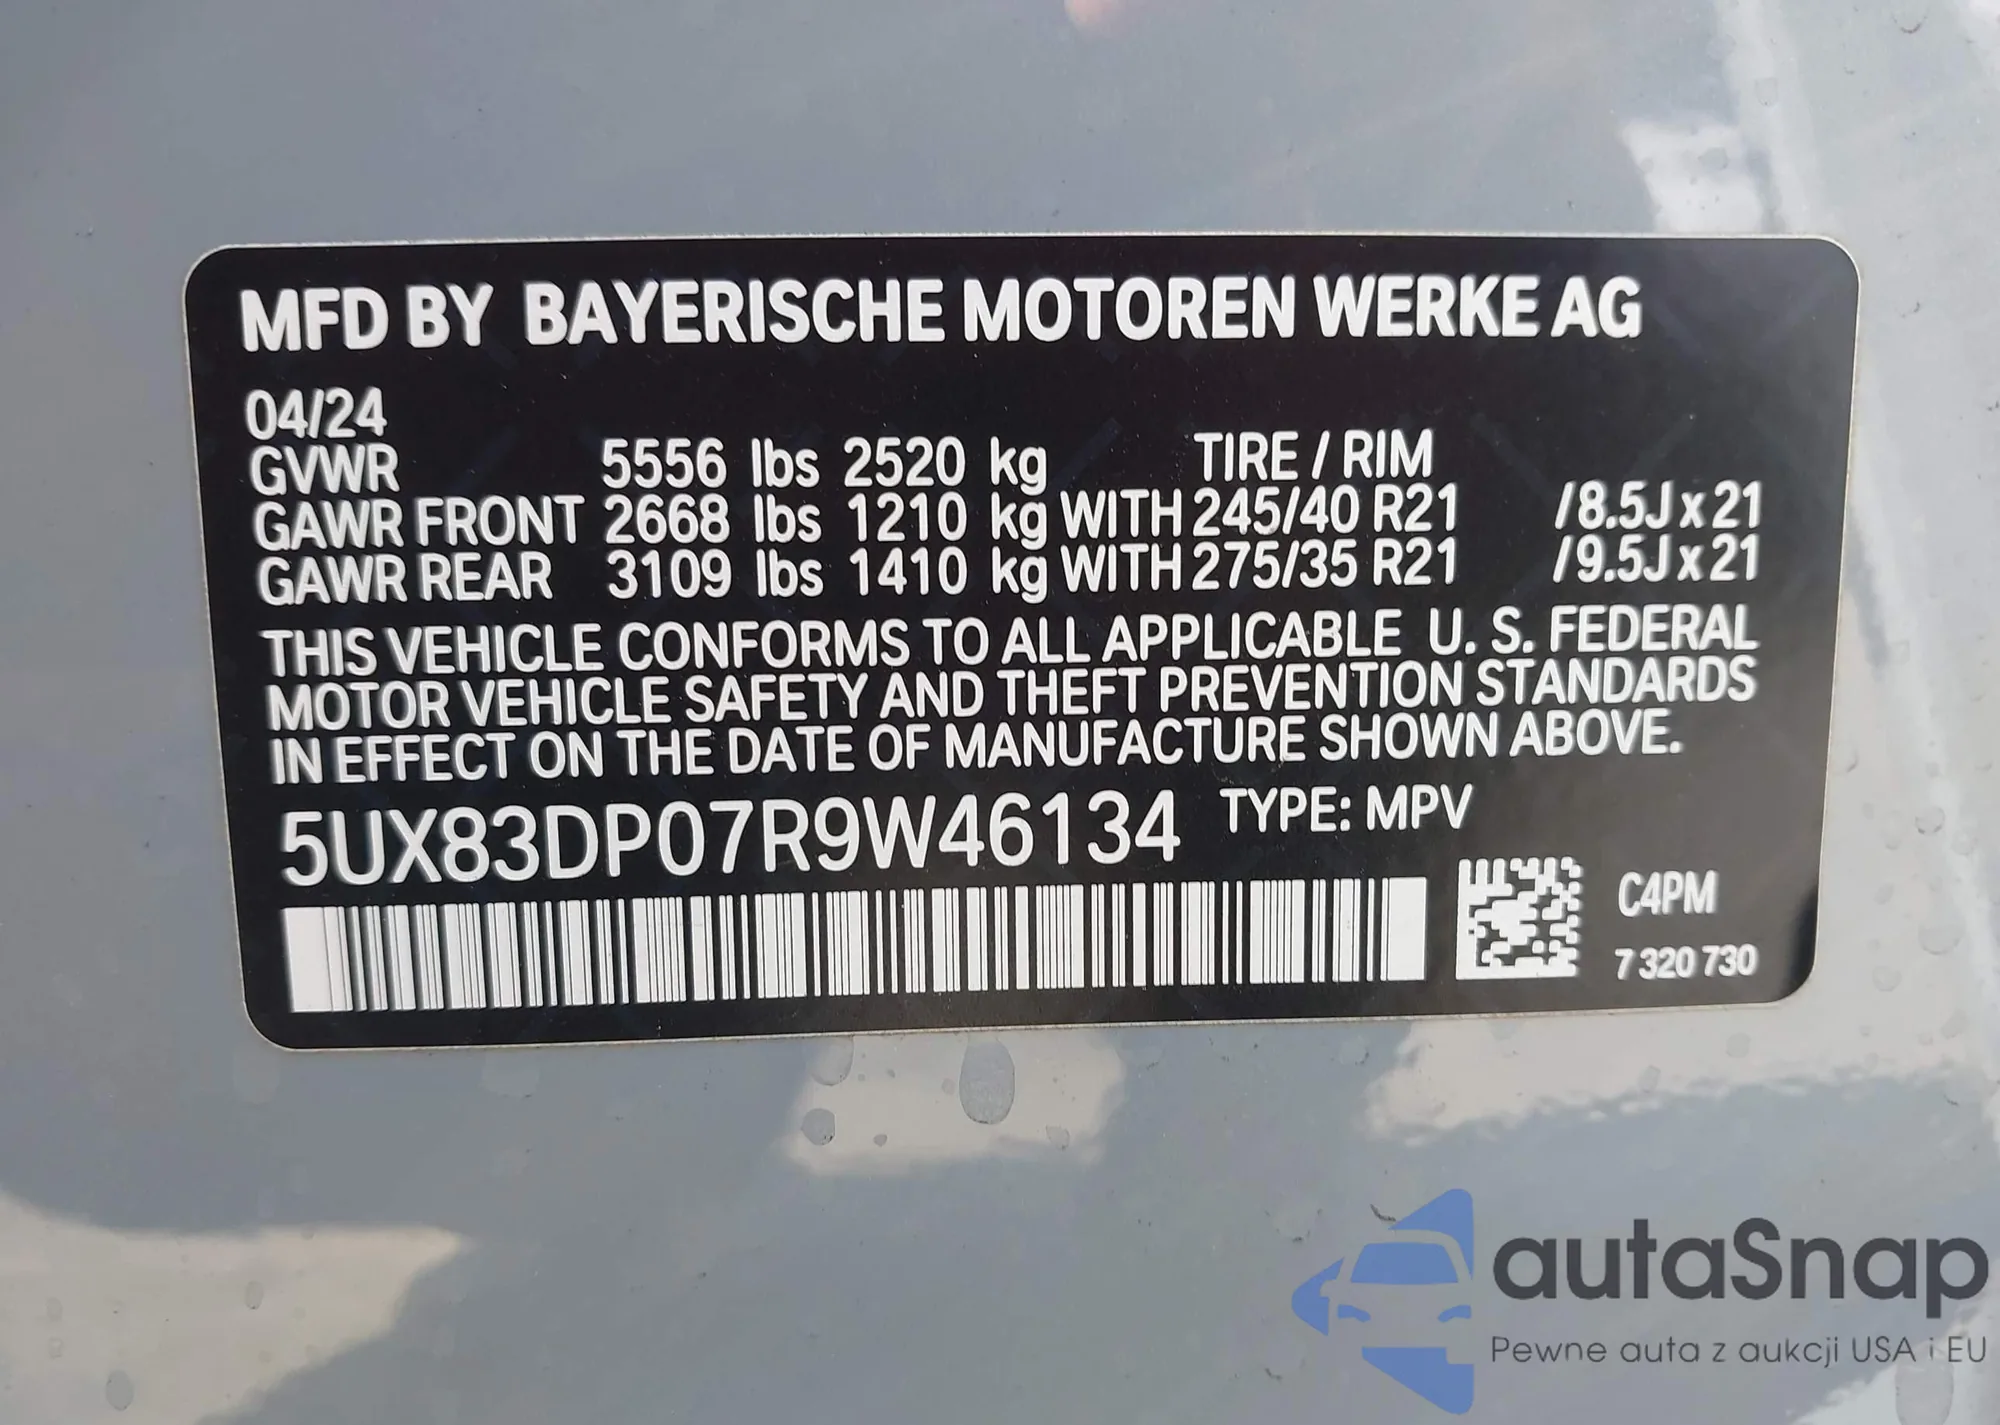 MFD BY BAYERISCHE MOTOREN WERKE AG
04/24
GVWR 5556 lbs 2520 kg TIRE / RIM
GAWR FRONT 2668 lbs 1210 kg WITH 245/40 R21 /8.5J x 21
GAWR REAR 3109 lbs 1410 kg WITH 275/35 R21 /9.5J x 21
THIS VEHICLE CONFORMS TO ALL APPLICABLE U. S. FEDERAL
MOTOR VEHICLE SAFETY AND THEFT PREVENTION STANDARDS
IN EFFECT ON THE DATE OF MANUFACTURE SHOWN ABOVE.
5UX83DP07R9W46134 TYPE: MPV
C4PM
7 320 730
autaSnap
Pewne auta z aukcji USA i EU